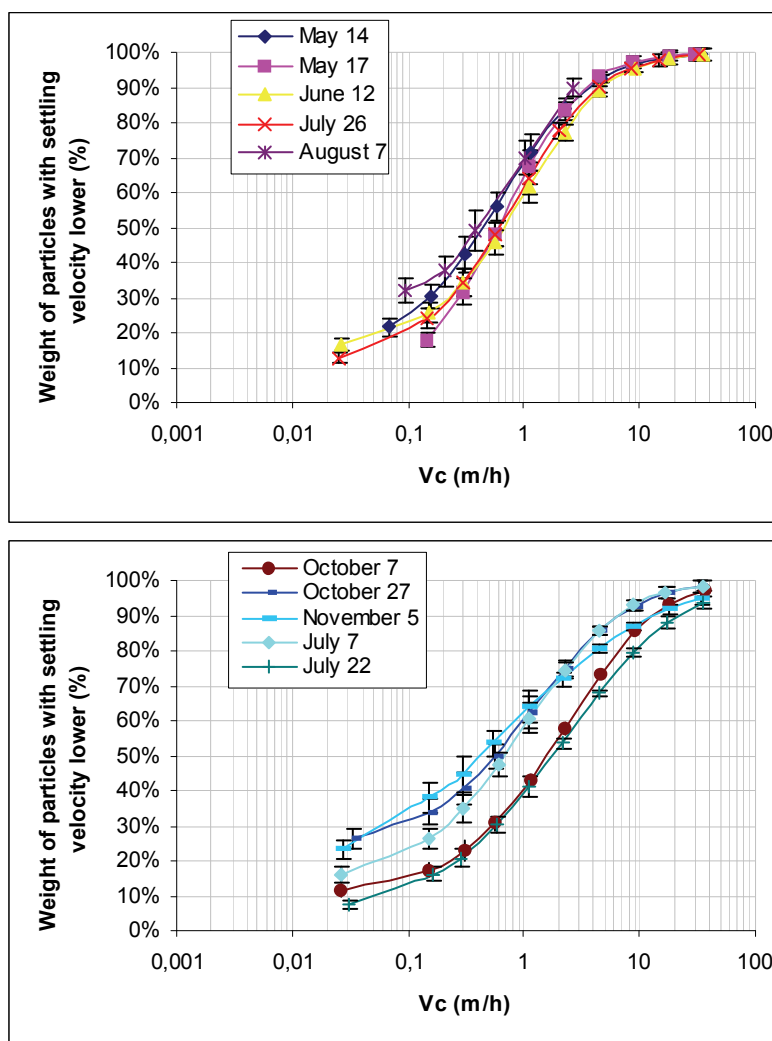 May 14
May 17
June 12
July 26
August 7
100%
90%
80%
70%
60%
50%
40%
30%
20%
10%
0%
Weight of particles with settling
velocity lower (%)
0,001 0,01 0,1 1 10 100
Vc (m/h)
October 7
October 27
November 5
July 7
July 22
100%
90%
80%
70%
60%
50%
40%
30%
20%
10%
0%
Weight of particles with settling
velocity lower (%)
0,001 0,01 0,1 1 10 100
Vc (m/h)